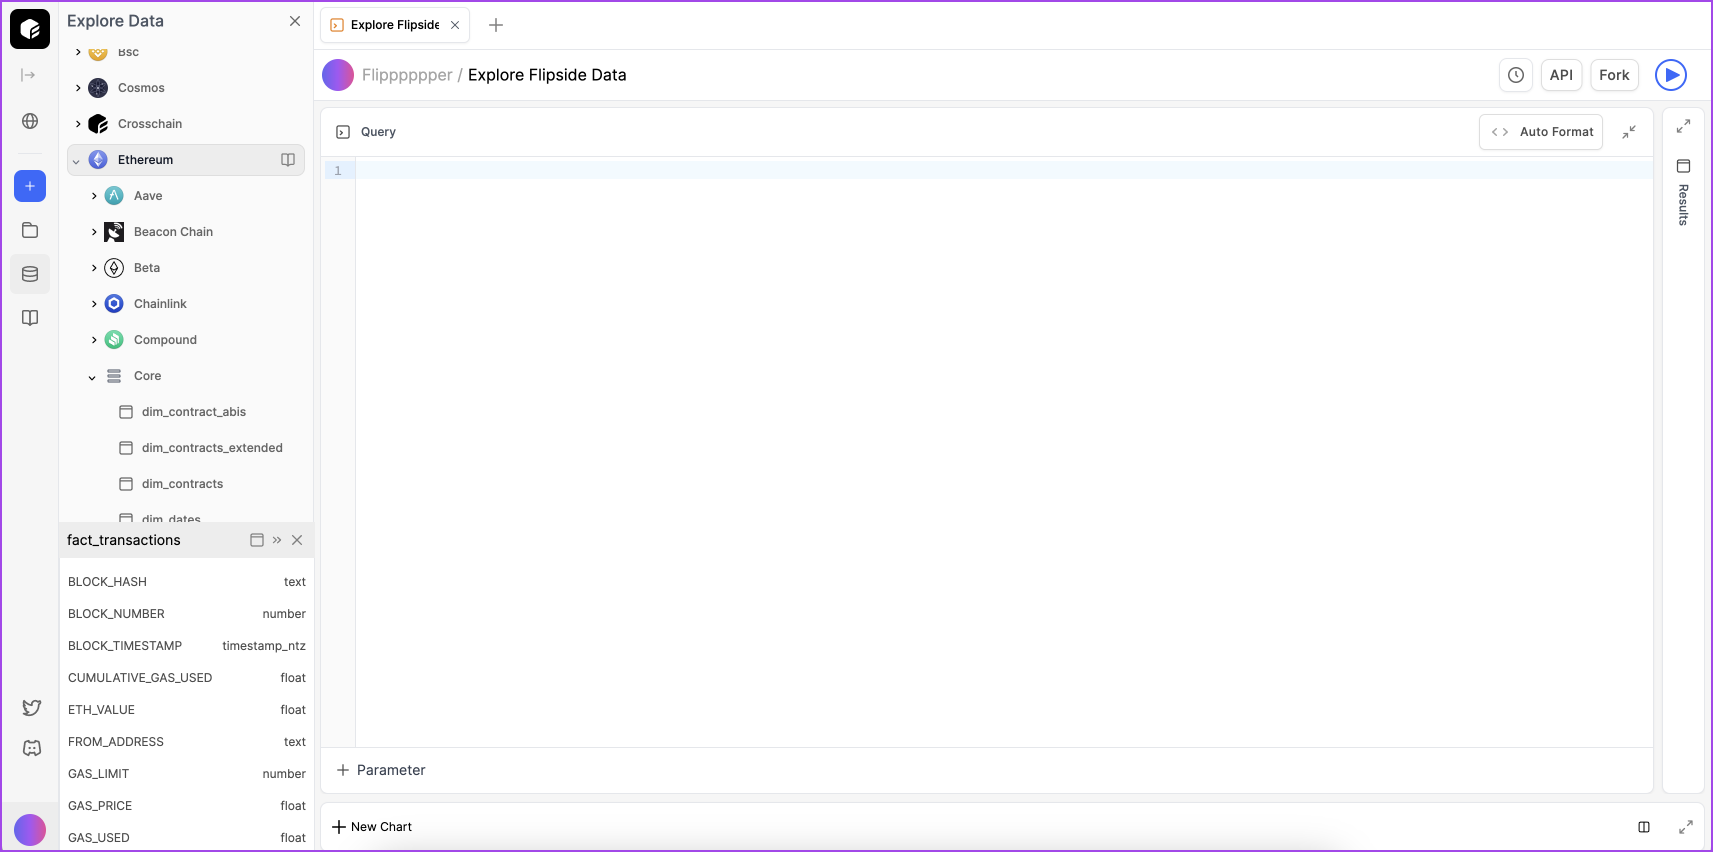 Explore Data
Bsc
Cosmos
Crosschain
Ethereum
Aave
Beacon Chain
Beta
Chainlink
Compound
Core
dim_contract_abis
dim_contracts_extended
dim_contracts
dim_dates
fact_transactions
BLOCK_HASH text
BLOCK_NUMBER number
BLOCK_TIMESTAMP timestamp_ntz
CUMULATIVE_GAS_USED float
ETH_VALUE float
FROM_ADDRESS text
GAS_LIMIT number
GAS_PRICE float
GAS_USED float
Explore Flipside
Flipppppper / Explore Flipside Data
API
Fork
Query
Auto Format
1
Results
Parameter
New Chart